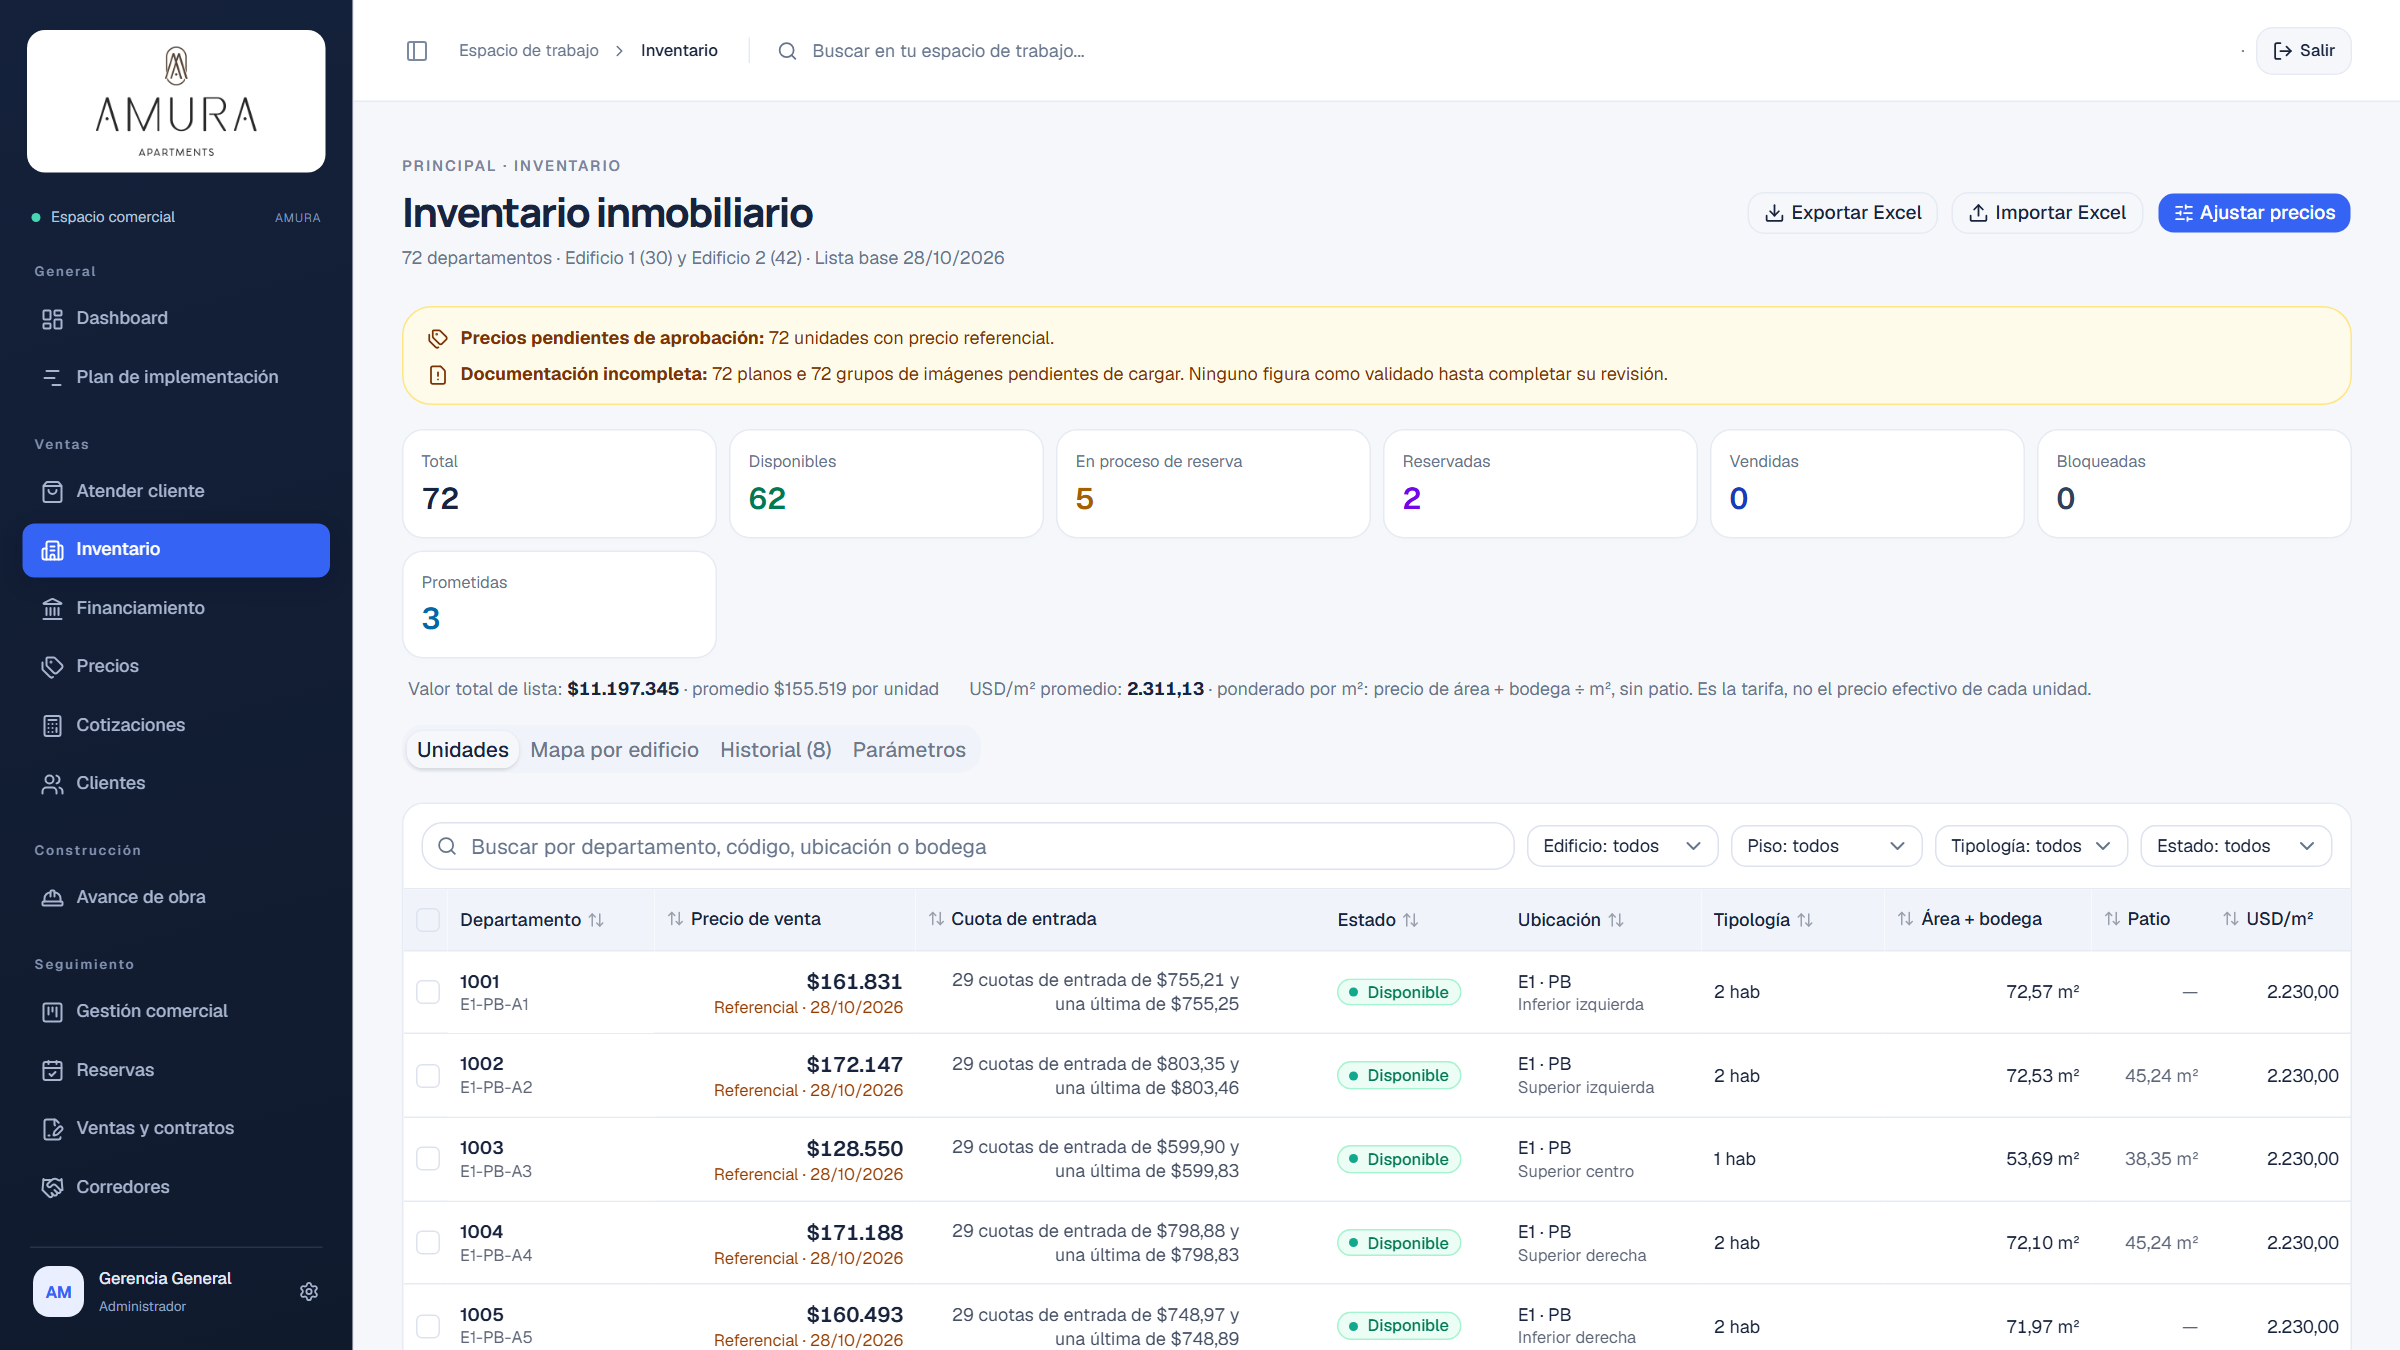 AMURA
APARTMENTS
Espacio comercial AMURA
General
Dashboard
Plan de implementación
Ventas
Atender cliente
Inventario
Financiamiento
Precios
Cotizaciones
Clientes
Construcción
Avance de obra
Seguimiento
Gestión comercial
Reservas
Ventas y contratos
Corredores
AM
Gerencia General
Administrador
Espacio de trabajo > Inventario
Buscar en tu espacio de trabajo...
Salir
PRINCIPAL · INVENTARIO
Inventario inmobiliario
72 departamentos · Edificio 1 (30) y Edificio 2 (42) · Lista base 28/10/2026
Exportar Excel
Importar Excel
Ajustar precios
Precios pendientes de aprobación: 72 unidades con precio referencial.
Documentación incompleta: 72 planos e 72 grupos de imágenes pendientes de cargar. Ninguno figura como validado hasta completar su revisión.
Total
72
Disponibles
62
En proceso de reserva
5
Reservadas
2
Vendidas
0
Bloqueadas
0
Prometidas
3
Valor total de lista: $11.197.345 · promedio $155.519 por unidad USD/m² promedio: 2.311,13 · ponderado por m²: precio de área + bodega ÷ m², sin patio. Es la tarifa, no el precio efectivo de cada unidad.
Unidades Mapa por edificio Historial (8) Parámetros
Buscar por departamento, código, ubicación o bodega
Edificio: todos
Piso: todos
Tipología: todos
Estado: todos
Departamento Precio de venta Cuota de entrada Estado Ubicación Tipología Área + bodega Patio USD/m²
1001 $161.831 29 cuotas de entrada de $755,21 y Disponible E1 · PB 2 hab 72,57 m² — 2.230,00
E1-PB-A1 Referencial · 28/10/2026 una última de $755,25 Inferior izquierda
1002 $172.147 29 cuotas de entrada de $803,35 y Disponible E1 · PB 2 hab 72,53 m² 45,24 m² 2.230,00
E1-PB-A2 Referencial · 28/10/2026 una última de $803,46 Superior izquierda
1003 $128.550 29 cuotas de entrada de $599,90 y Disponible E1 · PB 1 hab 53,69 m² 38,35 m² 2.230,00
E1-PB-A3 Referencial · 28/10/2026 una última de $599,83 Superior centro
1004 $171.188 29 cuotas de entrada de $798,88 y Disponible E1 · PB 2 hab 72,10 m² 45,24 m² 2.230,00
E1-PB-A4 Referencial · 28/10/2026 una última de $798,83 Superior derecha
1005 $160.493 29 cuotas de entrada de $748,97 y Disponible E1 · PB 2 hab 71,97 m² — 2.230,00
E1-PB-A5 Referencial · 28/10/2026 una última de $748,89 Inferior derecha